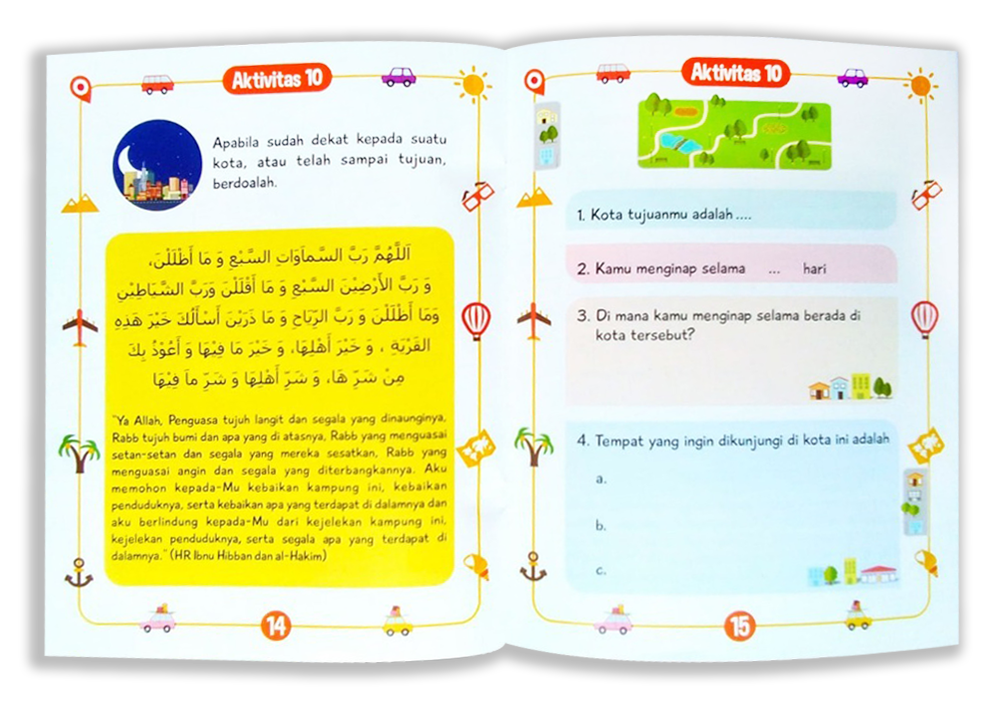 Aktivitas 10
Apabila sudah dekat kepada suatu
kota, atau telah sampai tujuan,
berdoalah.
اَللَّهُمَّ رَبَّ السَّماَوَاتِ السَّبْعِ وَ مَا أَظْلَلْنَ،
وَ رَبَّ الأَرْضِيْنَ السَّبْعِ وَ مَا أَقْلَلْنَ وَرَبَّ الشَّيَاطِيْنِ
وَمَا أَظْلَلْنَ وَ رَبَّ الرِّيَاحِ وَ مَا ذَرَيْنَ أَسْأَلُكَ خَيْرَ هَذِهِ
القَرْيَةِ ، وَ خَيْرَ أَهْلِهَا، وَ خَيْرَ مَا فِيْهَا وَ أَعُوْذُ بِكَ
مِنْ شَرِّ هَا، وَ شَرِّ أَهْلِهَا وَ شَرِّ ماَ فِيْهَا
"Ya Allah, Penguasa tujuh langit dan segala yang dinaunginya,
Rabb tujuh bumi dan apa yang di atasnya, Rabb yang menguasai
setan-setan dan segala yang mereka sesatkan, Rabb yang
menguasai angin dan segala yang diterbangkannya. Aku
memohon kepada-Mu kebaikan kampung ini, kebaikan
penduduknya, serta kebaikan apa yang terdapat di dalamnya dan
aku berlindung kepada-Mu dari kejelekan kampung ini,
kejelekan penduduknya, serta segala apa yang terdapat di
dalamnya." (HR Ibnu Hibban dan al-Hakim)
14
Aktivitas 10
1. Kota tujuanmu adalah ....
2. Kamu menginap selama ... hari
3. Di mana kamu menginap selama berada di
kota tersebut?
4. Tempat yang ingin dikunjungi di kota ini adalah
a.
b.
c.
15